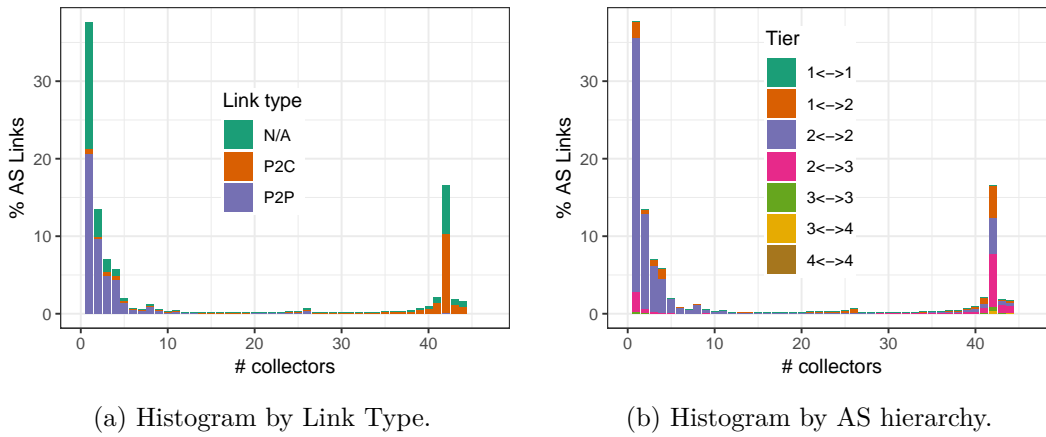 % AS Links
30
20
10
0
0
10
20
30
40
# collectors
Link type
N/A
P2C
P2P
(a) Histogram by Link Type.
% AS Links
30
20
10
0
0
10
20
30
40
# collectors
Tier
1<->1
1<->2
2<->2
2<->3
3<->3
3<->4
4<->4
(b) Histogram by AS hierarchy.